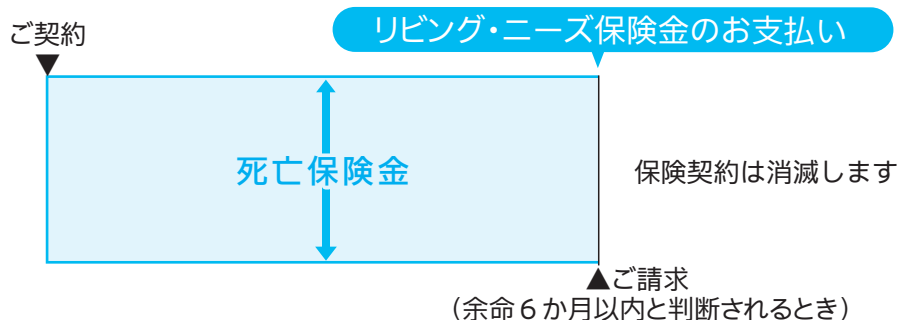 リビング・ニーズ保険金のお支払い
ご契約
▼
死亡保険金
保険契約は消滅します
▲ご請求
（余命6か月以内と判断されるとき）